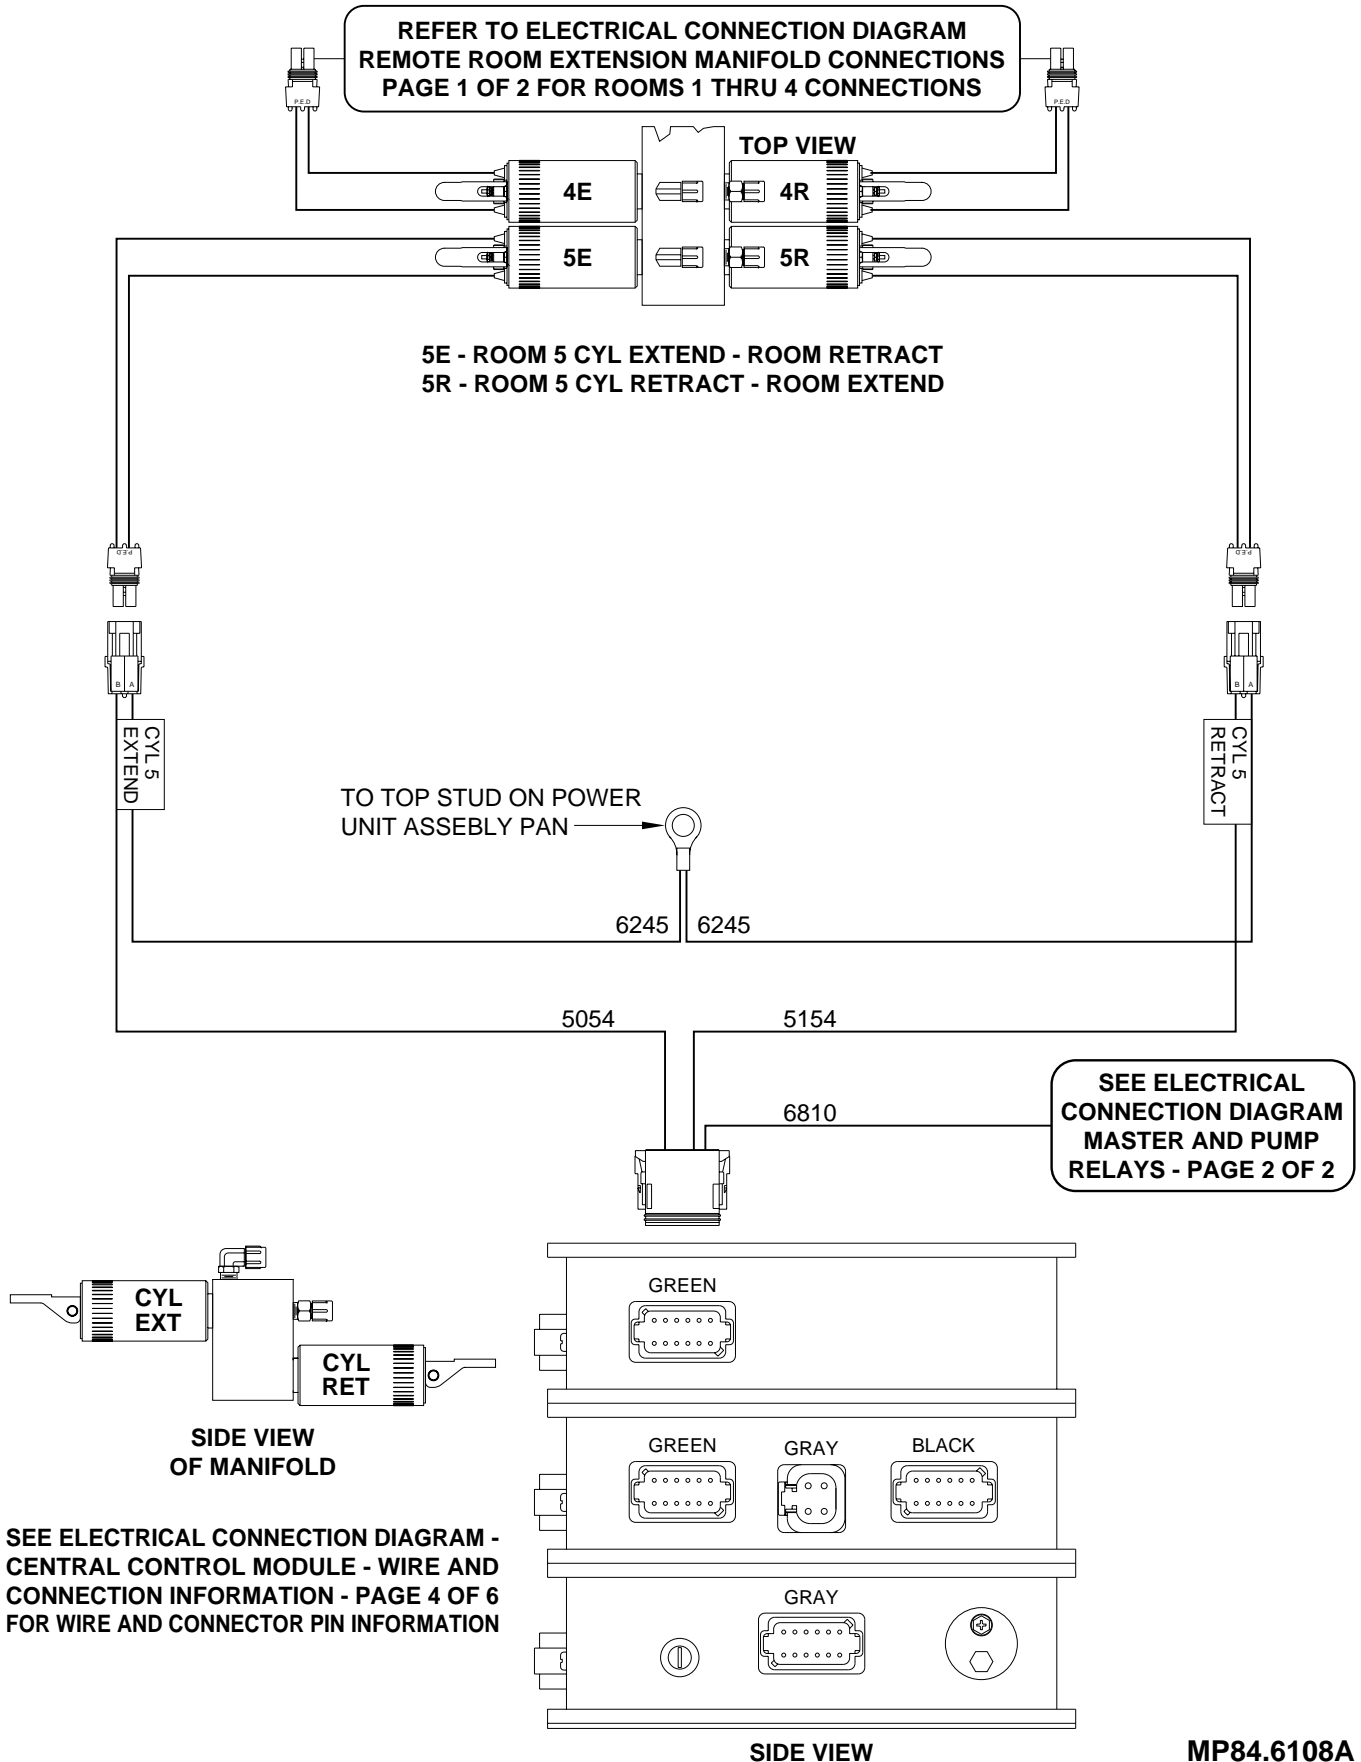 REFER TO ELECTRICAL CONNECTION DIAGRAM
REMOTE ROOM EXTENSION MANIFOLD CONNECTIONS
PAGE 1 OF 2 FOR ROOMS 1 THRU 4 CONNECTIONS
P.E.D
P.E.D
TOP VIEW
4E
4R
5E
5R
5E - ROOM 5 CYL EXTEND - ROOM RETRACT
5R - ROOM 5 CYL RETRACT - ROOM EXTEND
P.E.D
P.E.D
B A
B A
CYL 5
EXTEND
CYL 5
RETRACT
TO TOP STUD ON POWER
UNIT ASSEBLY PAN
6245
6245
5054
5154
6810
SEE ELECTRICAL
CONNECTION DIAGRAM
MASTER AND PUMP
RELAYS - PAGE 2 OF 2
CYL
EXT
CYL
RET
SIDE VIEW
OF MANIFOLD
GREEN
GREEN
GRAY
BLACK
SEE ELECTRICAL CONNECTION DIAGRAM -
CENTRAL CONTROL MODULE - WIRE AND
CONNECTION INFORMATION - PAGE 4 OF 6
FOR WIRE AND CONNECTOR PIN INFORMATION
GRAY
SIDE VIEW
MP84.6108A